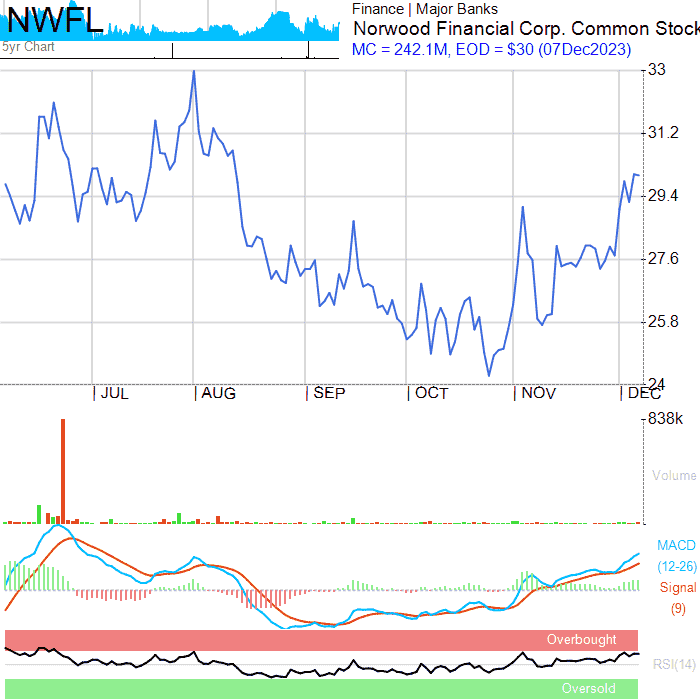 NWFL
5yr Chart
Finance | Major Banks
Norwood Financial Corp. Common Stock
MC = 242.1M, EOD = $30 (07Dec2023)
33
31.2
29.4
27.6
25.8
24
JUL AUG SEP OCT NOV DEC
838k
Volume
MACD
(12-26)
Signal
(9)
Overbought
RSI(14)
Oversold